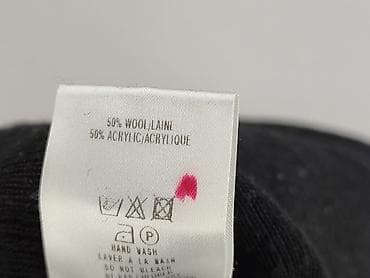 50% WOOL/LAINE
50% ACRYLIC/ACRYLIQUE
P
HAND WASH
LAVER A LA MAIN
DO NOT BLEACH